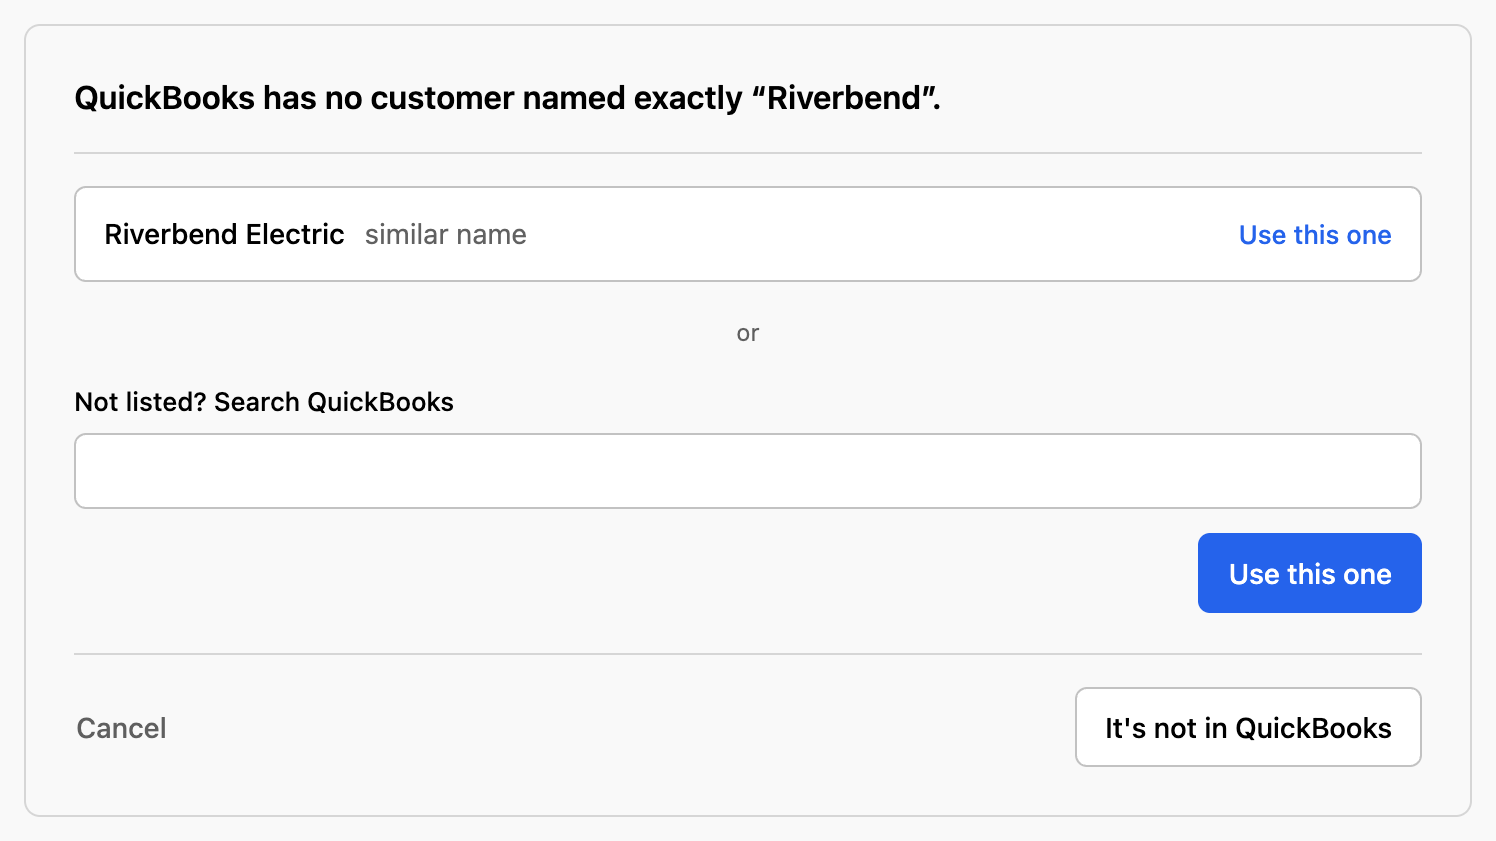 QuickBooks has no customer named exactly “Riverbend”.
Riverbend Electric similar name Use this one
or
Not listed? Search QuickBooks
Use this one
Cancel It's not in QuickBooks